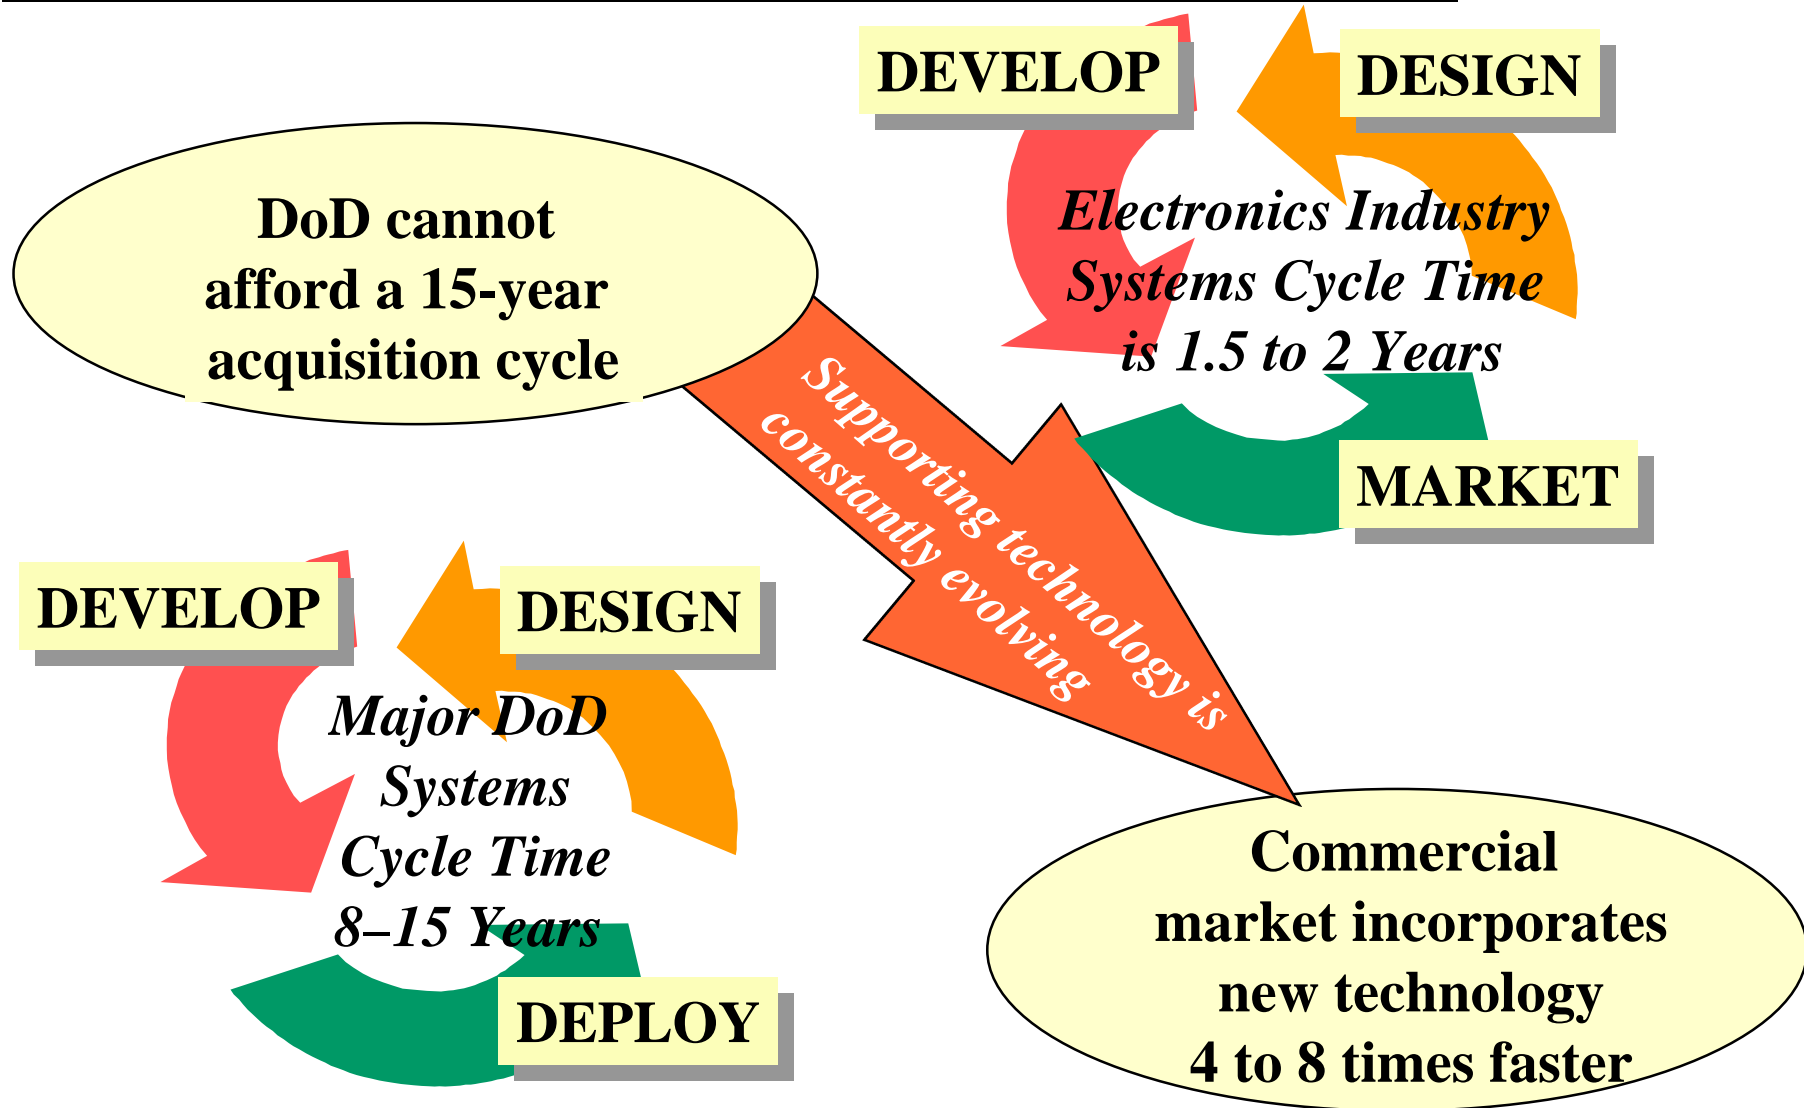 DEVELOP
DESIGN
DoD cannot
afford a 15-year
acquisition cycle
Electronics Industry
Systems Cycle Time
is 1.5 to 2 Years
MARKET
Supporting technology is
constantly evolving
DEVELOP
DESIGN
Major DoD
Systems
Cycle Time
8–15 Years
DEPLOY
Commercial
market incorporates
new technology
4 to 8 times faster